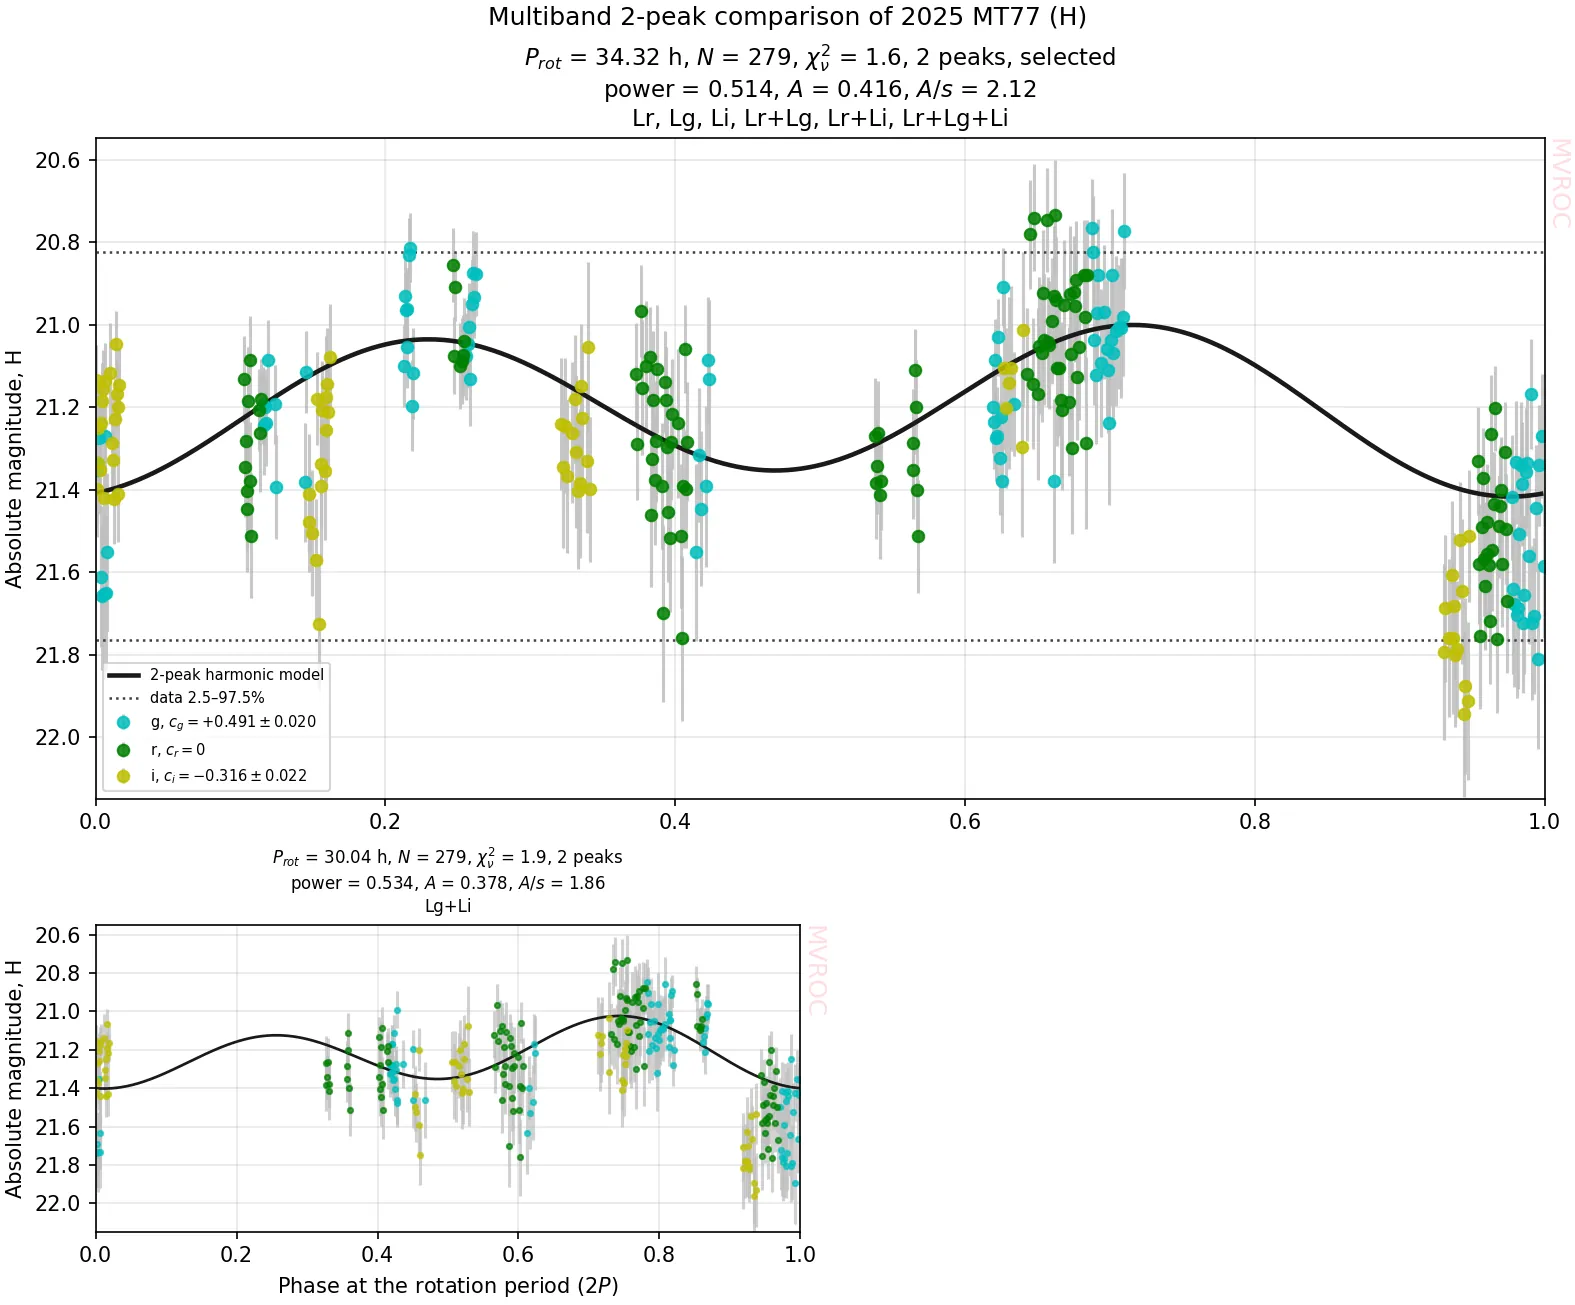 Multiband 2-peak comparison of 2025 MT77 (H)
P_rot = 34.32 h, N = 279, χ²_ν = 1.6, 2 peaks, selected
power = 0.514, A = 0.416, A/s = 2.12
Lr, Lg, Li, Lr+Lg, Lr+Li, Lr+Lg+Li
MVROC
Absolute magnitude, H
20.6
20.8
21.0
21.2
21.4
21.6
21.8
22.0
2-peak harmonic model
data 2.5–97.5%
g, c_g = +0.491 ± 0.020
r, c_r = 0
i, c_i = −0.316 ± 0.022
0.0 0.2 0.4 0.6 0.8 1.0
P_rot = 30.04 h, N = 279, χ²_ν = 1.9, 2 peaks
power = 0.534, A = 0.378, A/s = 1.86
Lg+Li
MVROC
Absolute magnitude, H
20.6
20.8
21.0
21.2
21.4
21.6
21.8
22.0
0.0 0.2 0.4 0.6 0.8 1.0
Phase at the rotation period (2P)